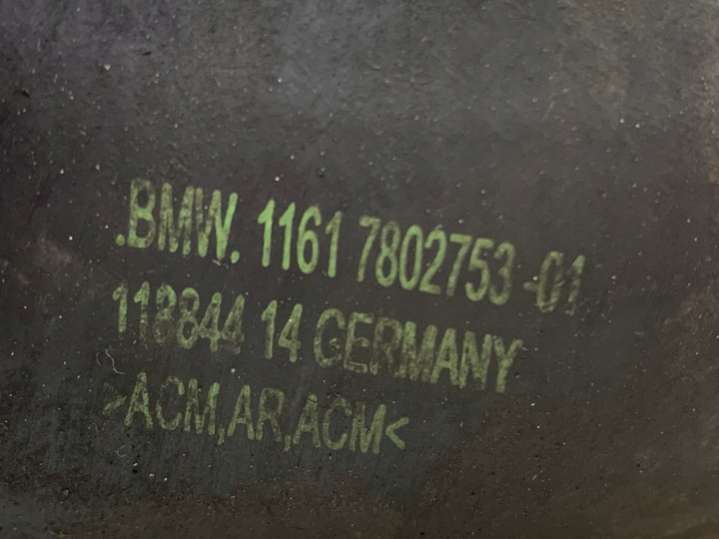 .BMW. 1161 7802753-01
118844 14 GERMANY
>ACM,AR,ACM<